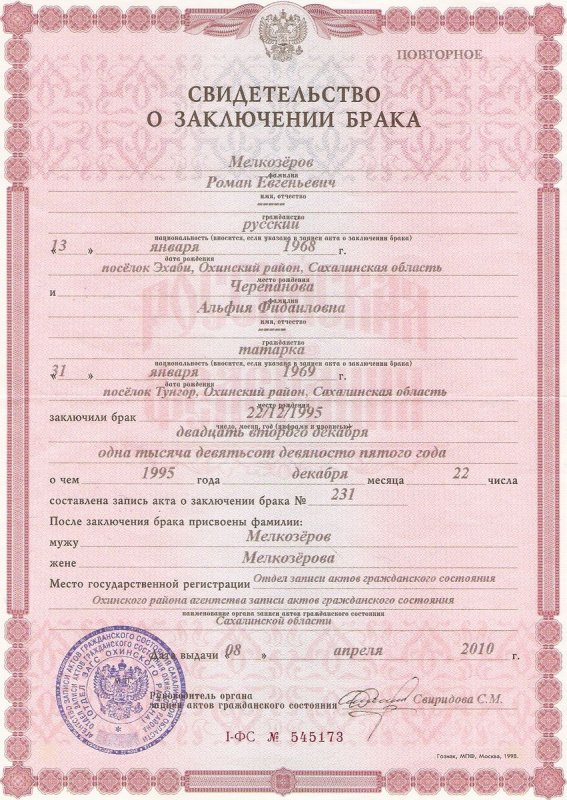 ПОВТОРНОЕ
СВИДЕТЕЛЬСТВО
О ЗАКЛЮЧЕНИИ БРАКА
Мелкозёров
фамилия
Роман Евгеньевич
имя, отчество
-----
гражданство
русский
национальность (вносится, если указано в записи акта о заключении брака)
« 13 » января 1968 г.
дата рождения
посёлок Эхаби, Охинский район, Сахалинская область
место рождения
и Черепанова
фамилия
Альфия Фидаиловна
имя, отчество
-----
гражданство
татарка
национальность (вносится, если указано в записи акта о заключении брака)
« 31 » января 1969 г.
дата рождения
посёлок Тунгор, Охинский район, Сахалинская область
место рождения
заключили брак 22/12/1995
число, месяц, год (цифрами и прописью)
двадцать второго декабря
одна тысяча девятьсот девяносто пятого года
о чем 1995 года декабря месяца 22 числа
составлена запись акта о заключении брака № 231
После заключения брака присвоены фамилии:
мужу Мелкозёров
жене Мелкозёрова
Место государственной регистрации Отдел записи актов гражданского состояния
Охинского района агентства записи актов гражданского состояния
наименование органа записи актов гражданского состояния
Сахалинской области
Дата выдачи « 08 » апреля 2010 г.
Руководитель органа
записи актов гражданского состояния Свиридова С.М.
I-ФС № 545173
Гознак, МПФ, Москва, 1998.